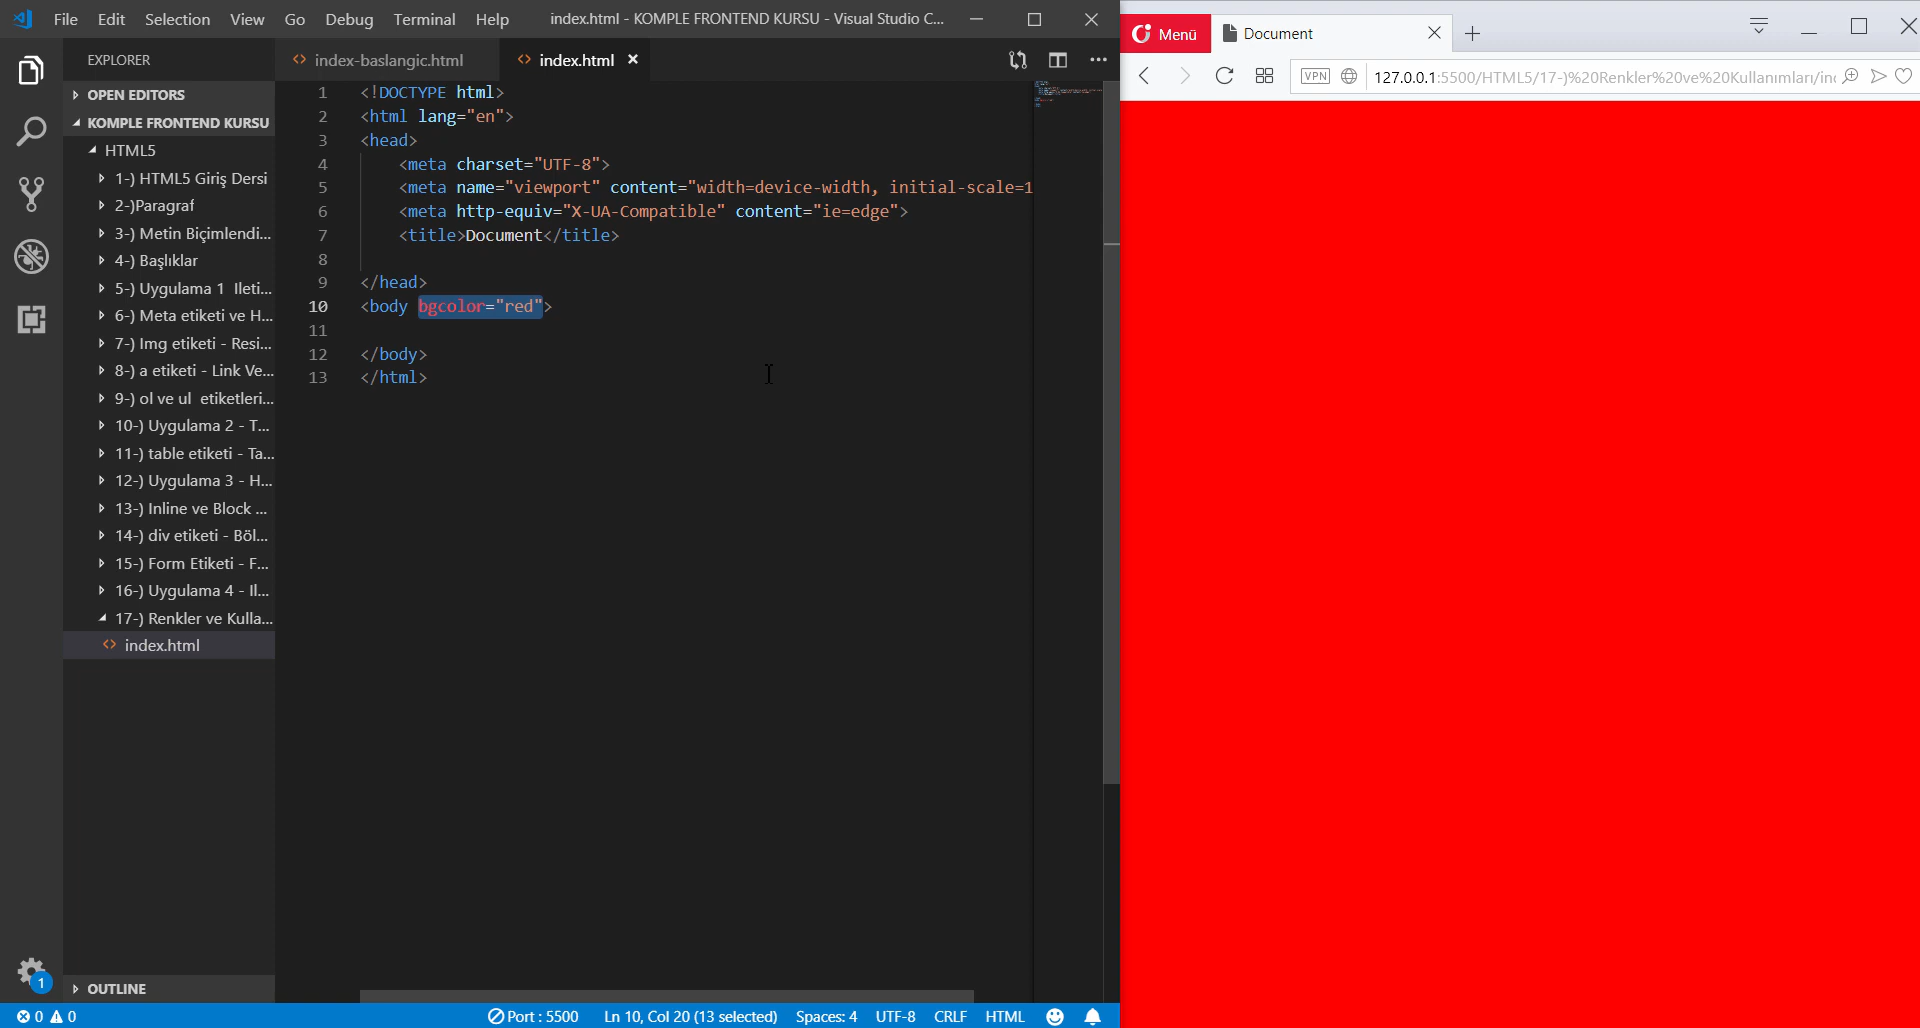 File Edit Selection View Go Debug Terminal Help index.html - KOMPLE FRONTEND KURSU - Visual Studio C...
EXPLORER
OPEN EDITORS
KOMPLE FRONTEND KURSU
HTML5
1-) HTML5 Giriş Dersi
2-)Paragraf
3-) Metin Biçimlendi...
4-) Başlıklar
5-) Uygulama 1 Ileti...
6-) Meta etiketi ve H...
7-) Img etiketi - Resi...
8-) a etiketi - Link Ve...
9-) ol ve ul etiketleri...
10-) Uygulama 2 - T...
11-) table etiketi - Ta...
12-) Uygulama 3 - H...
13-) Inline ve Block ...
14-) div etiketi - Böl...
15-) Form Etiketi - F...
16-) Uygulama 4 - Il...
17-) Renkler ve Kulla...
index.html
OUTLINE
index-baslangic.html index.html
1 <!DOCTYPE html>
2 <html lang="en">
3 <head>
4 <meta charset="UTF-8">
5 <meta name="viewport" content="width=device-width, initial-scale=1
6 <meta http-equiv="X-UA-Compatible" content="ie=edge">
7 <title>Document</title>
8
9 </head>
10 <body bgcolor="red">
11
12 </body>
13 </html>
1
0 0 Port : 5500 Ln 10, Col 20 (13 selected) Spaces: 4 UTF-8 CRLF HTML
Menü Document
VPN 127.0.0.1:5500/HTML5/17-)%20Renkler%20ve%20Kullanımları/in